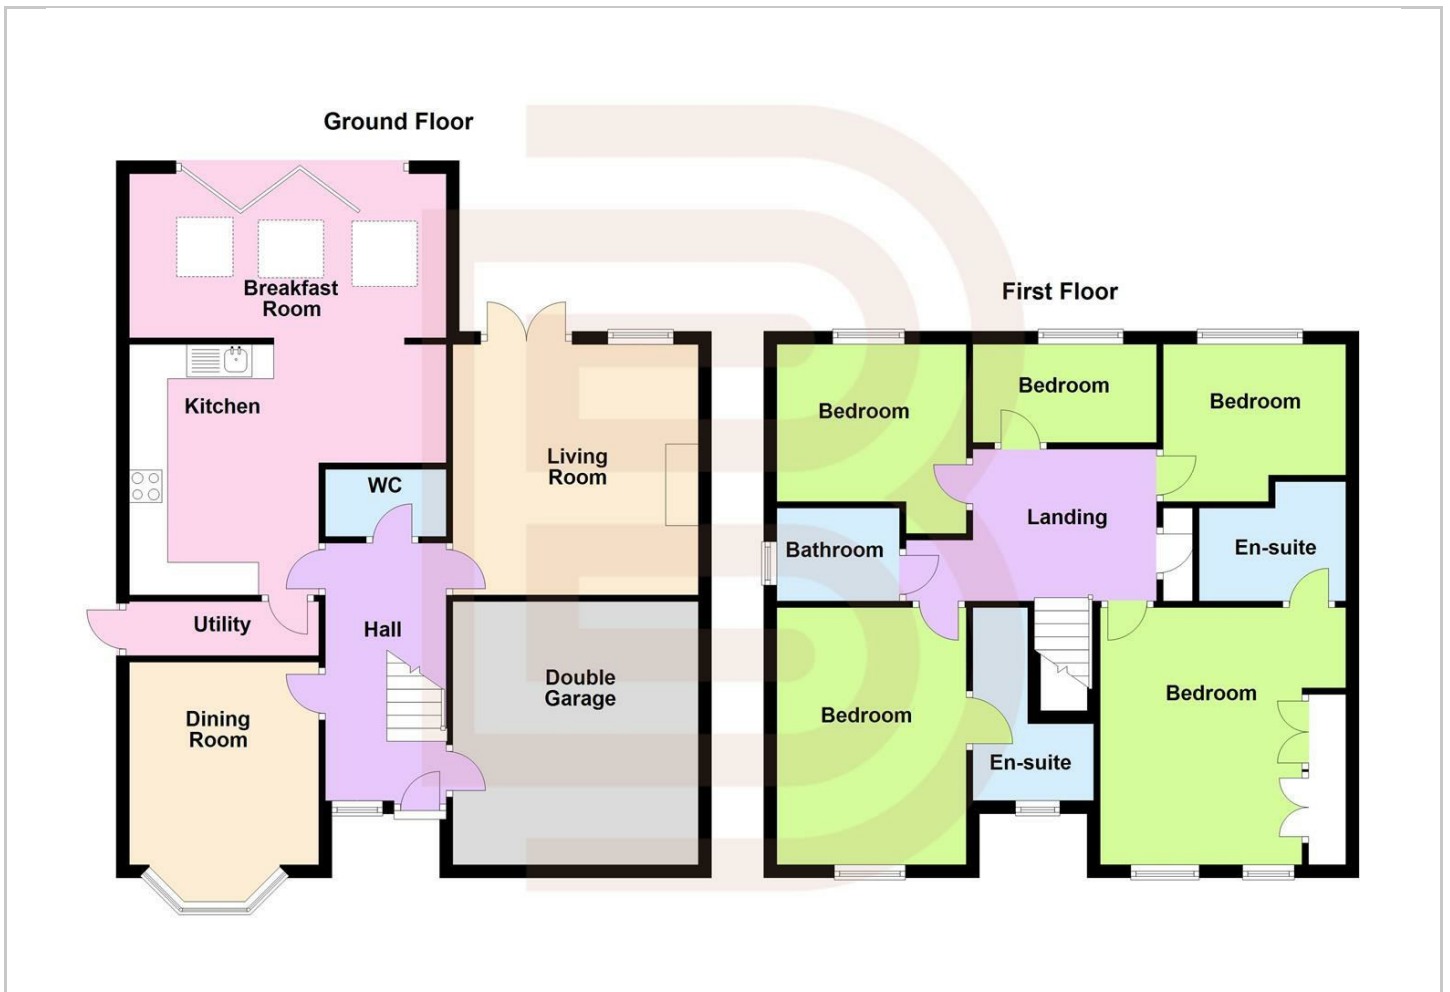 Ground Floor
Breakfast
Room
Kitchen
WC
Living
Room
Utility
Hall
Double
Garage
Dining
Room
First Floor
Bedroom
Bedroom
Bedroom
Landing
Bathroom
En-suite
Bedroom
Bedroom
En-suite